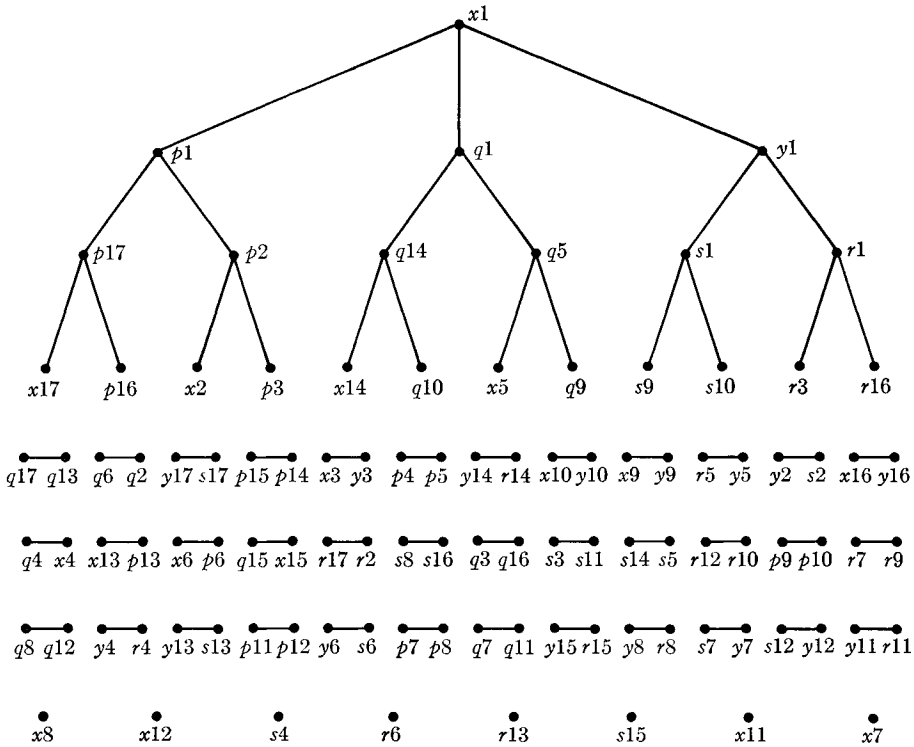 x1
p1 q1 y1
p17 p2 q14 q5 s1 r1
x17 p16 x2 p3 x14 q10 x5 q9 s9 s10 r3 r16
q17 q13 q6 q2 y17 s17 p15 p14 x3 y3 p4 p5 y14 r14 x10 y10 x9 y9 r5 y5 y2 s2 x16 y16
q4 x4 x13 p13 x6 p6 q15 x15 r17 r2 s8 s16 q3 q16 s3 s11 s14 s5 r12 r10 p9 p10 r7 r9
q8 q12 y4 r4 y13 s13 p11 p12 y6 s6 p7 p8 q7 q11 y15 r15 y8 r8 s7 y7 s12 y12 y11 r11
x8 x12 s4 r6 r13 s15 x11 x7